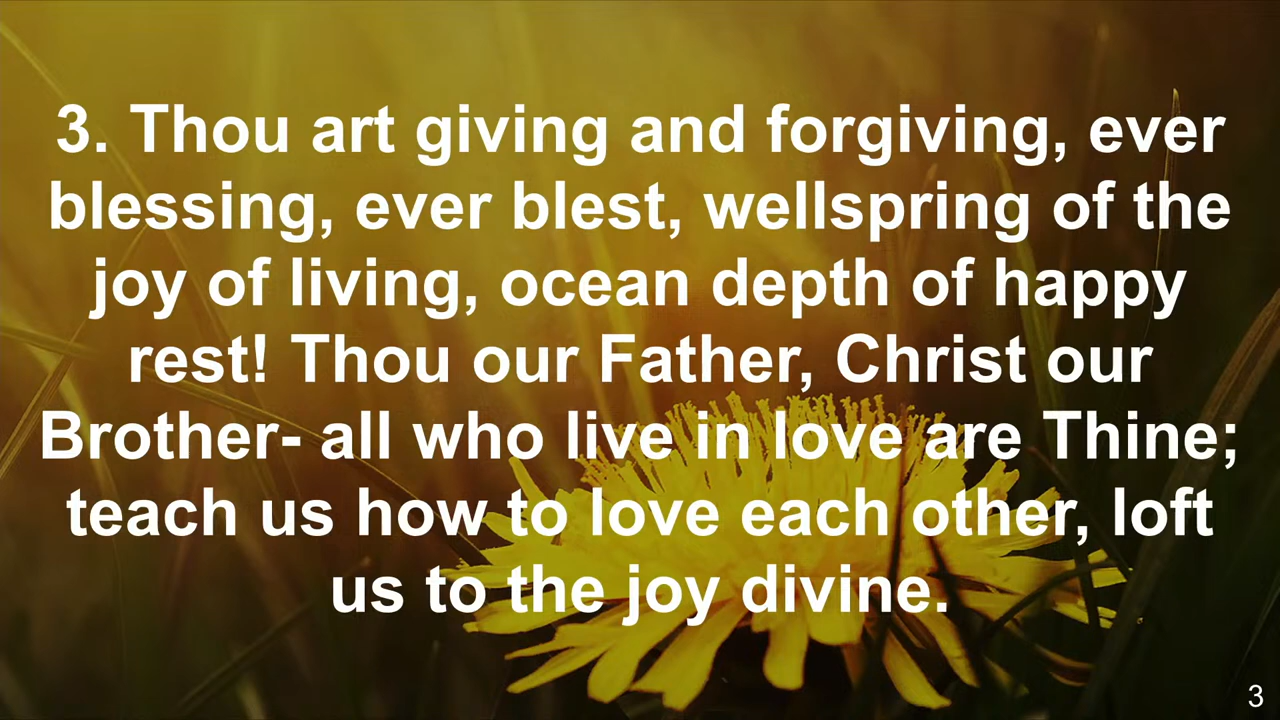 3. Thou art giving and forgiving, ever
blessing, ever blest, wellspring of the
joy of living, ocean depth of happy
rest! Thou our Father, Christ our
Brother- all who live in love are Thine;
teach us how to love each other, loft
us to the joy divine.
3